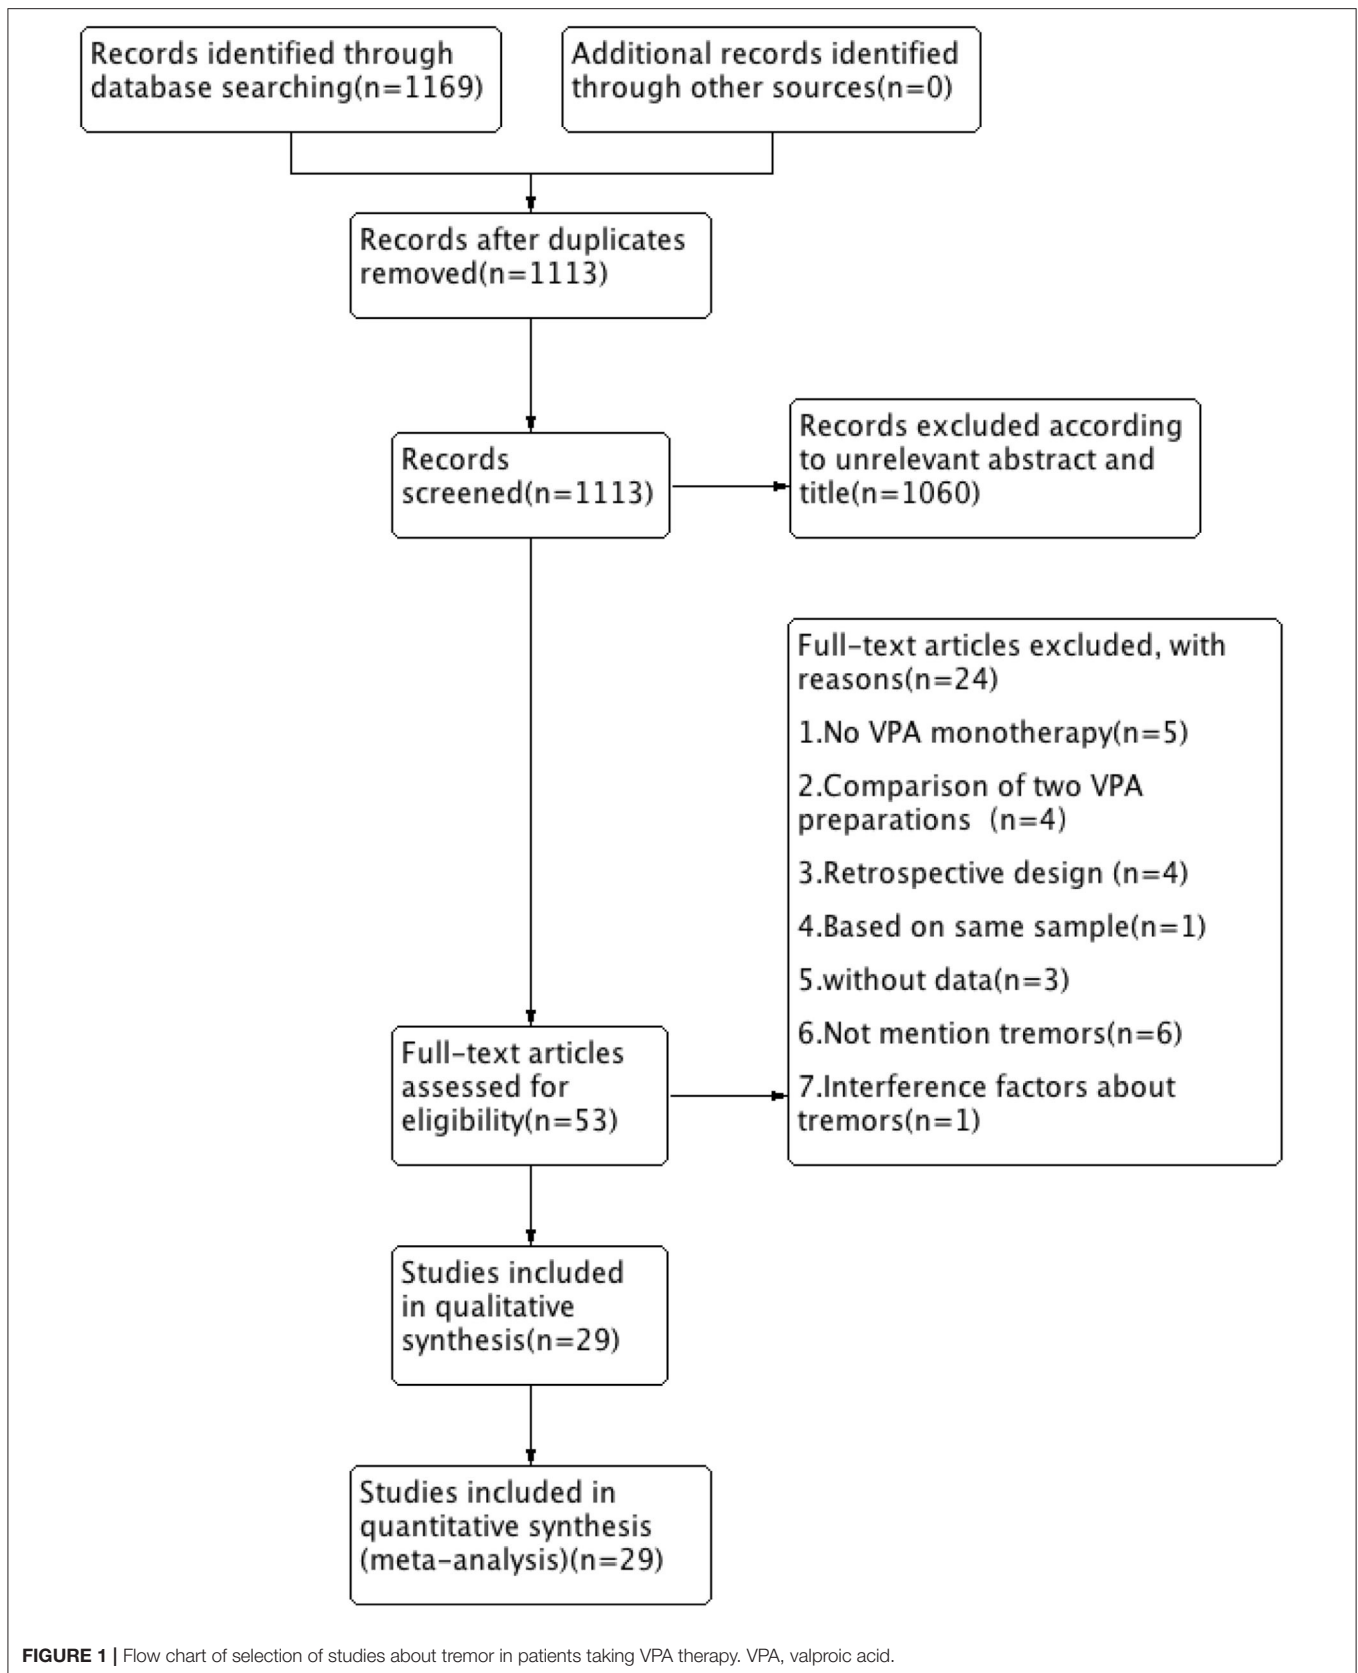 Records identified through
database searching(n=1169)
Additional records identified
through other sources(n=0)
Records after duplicates
removed(n=1113)
Records
screened(n=1113)
Records excluded according
to unrelevant abstract and
title(n=1060)
Full-text articles excluded, with
reasons(n=24)
1.No VPA monotherapy(n=5)
2.Comparison of two VPA
preparations (n=4)
3.Retrospective design (n=4)
4.Based on same sample(n=1)
5.without data(n=3)
6.Not mention tremors(n=6)
7.Interference factors about
tremors(n=1)
Full-text articles
assessed for
eligibility(n=53)
Studies included
in qualitative
synthesis(n=29)
Studies included in
quantitative synthesis
(meta-analysis)(n=29)
FIGURE 1 | Flow chart of selection of studies about tremor in patients taking VPA therapy. VPA, valproic acid.